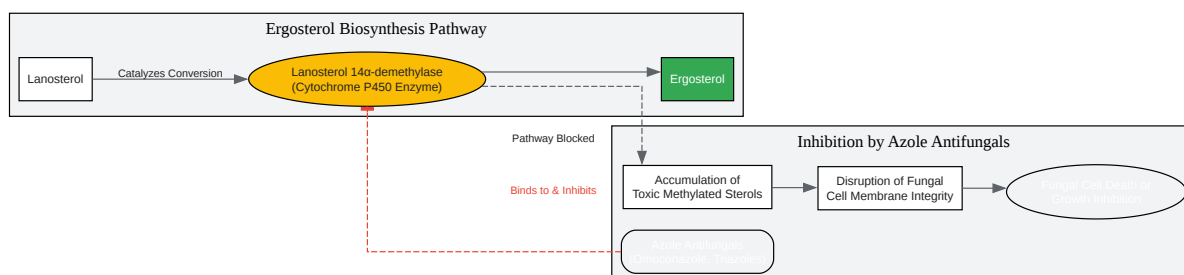 Ergosterol Biosynthesis Pathway
Lanosterol
Catalyzes Conversion
Lanosterol 14α-demethylase
(Cytochrome P450 Enzyme)
Ergosterol
Pathway Blocked
Binds to & Inhibits
Inhibition by Azole Antifungals
Accumulation of
Toxic Methylated Sterols
Disruption of Fungal
Cell Membrane Integrity
Fungal Cell Death or
Growth Inhibition
Azole Antifungals
(Omoconazole, Triazoles)